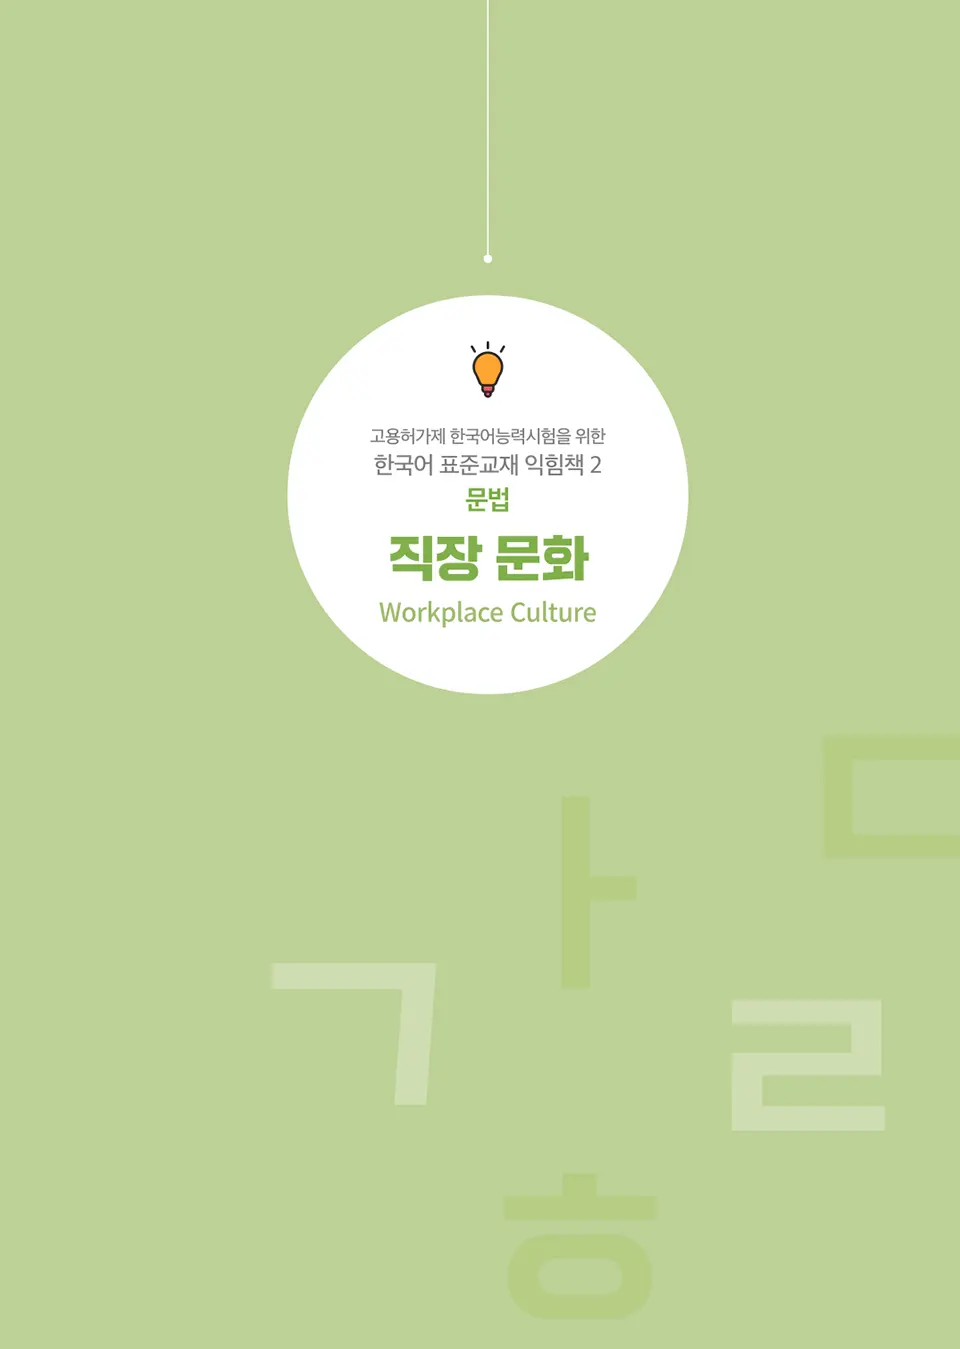 고용허가제 한국어능력시험을 위한
한국어 표준교재 익힘책 2
문법
직장 문화
Workplace Culture
ㅁ
ㅏ
ㄱ
ㄹ
ㅎ